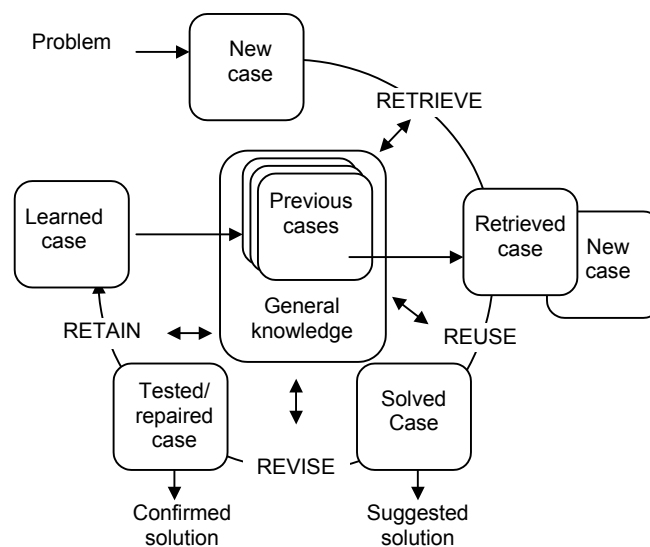 Problem
New
case
RETRIEVE
Previous
cases
Learned
case
Retrieved
case
New
case
General
knowledge
RETAIN
REUSE
Tested/
repaired
case
Solved
Case
REVISE
Confirmed
solution
Suggested
solution